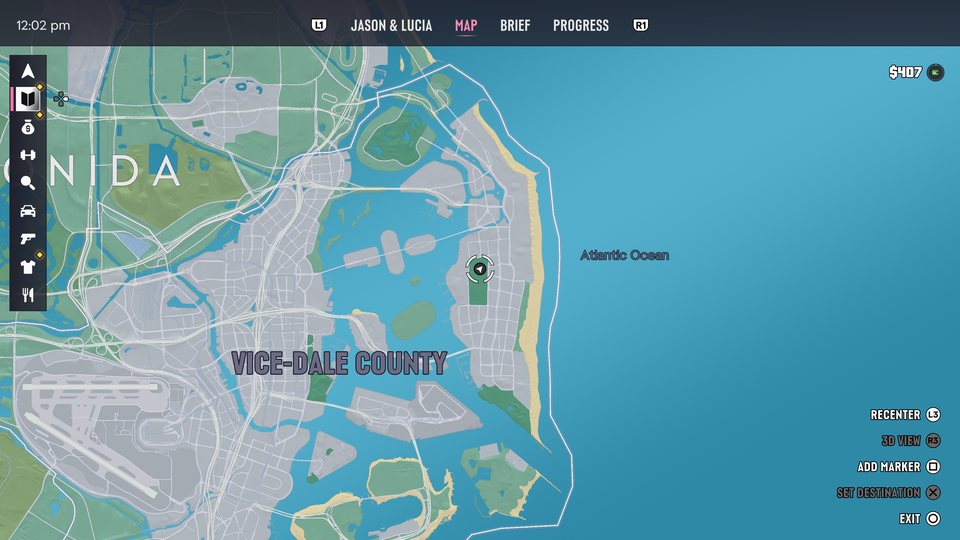 12:02 pm
L1 JASON & LUCIA MAP BRIEF PROGRESS R1
$407
ONIDA
Atlantic Ocean
VICE-DALE COUNTY
RECENTER L3
3D VIEW R3
ADD MARKER
SET DESTINATION
EXIT